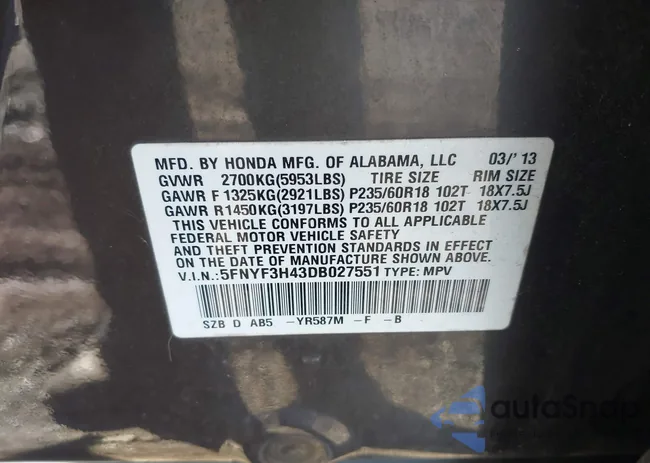 MFD. BY HONDA MFG. OF ALABAMA, LLC 03/'13
GVWR 2700KG(5953LBS) TIRE SIZE RIM SIZE
GAWR F 1325KG(2921LBS) P235/60R18 102T 18X7.5J
GAWR R1450KG(3197LBS) P235/60R18 102T 18X7.5J
THIS VEHICLE CONFORMS TO ALL APPLICABLE
FEDERAL MOTOR VEHICLE SAFETY
AND THEFT PREVENTION STANDARDS IN EFFECT
ON THE DATE OF MANUFACTURE SHOWN ABOVE.
V.I.N.:5FNYF3H43DB027551 TYPE: MPV
SZB D AB5 -YR587M -F -B
autoSnap